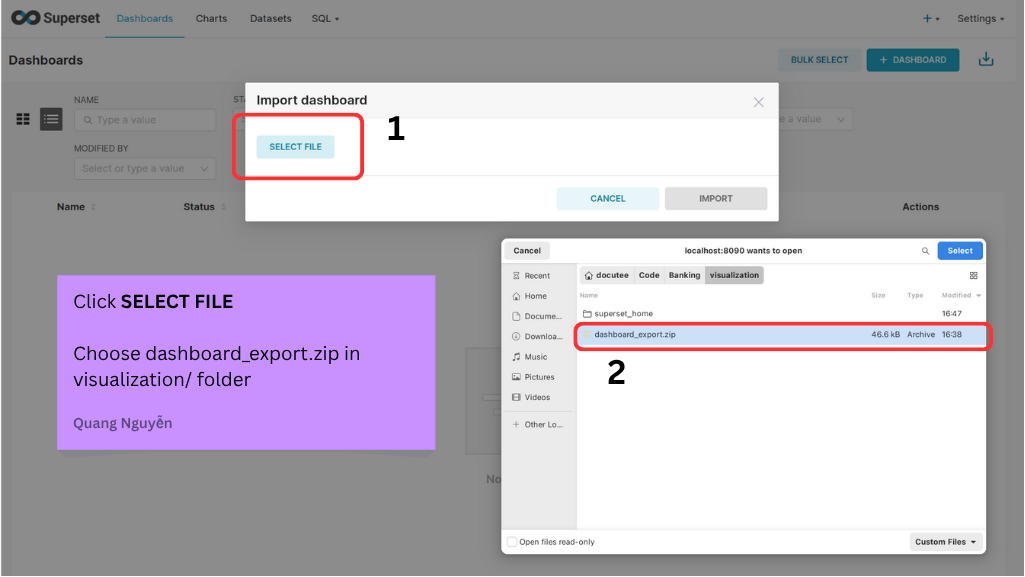 Superset Dashboards Charts Datasets SQL + Settings
Dashboards BULK SELECT + DASHBOARD
NAME
Type a value
MODIFIED BY
Select or type a value
Import dashboard
SELECT FILE
1
CANCEL IMPORT
e a value
Name Status Actions
Click SELECT FILE
Choose dashboard_export.zip in
visualization/ folder
Quang Nguyễn
No
Cancel localhost:8090 wants to open Select
Recent
Home
Docume...
Downloa...
Music
Pictures
Videos
+ Other Lo...
docutee Code Banking visualization
Name Size Type Modified
superset_home 16:47
dashboard_export.zip 46.6 kB Archive 16:38
2
Open files read-only Custom Files